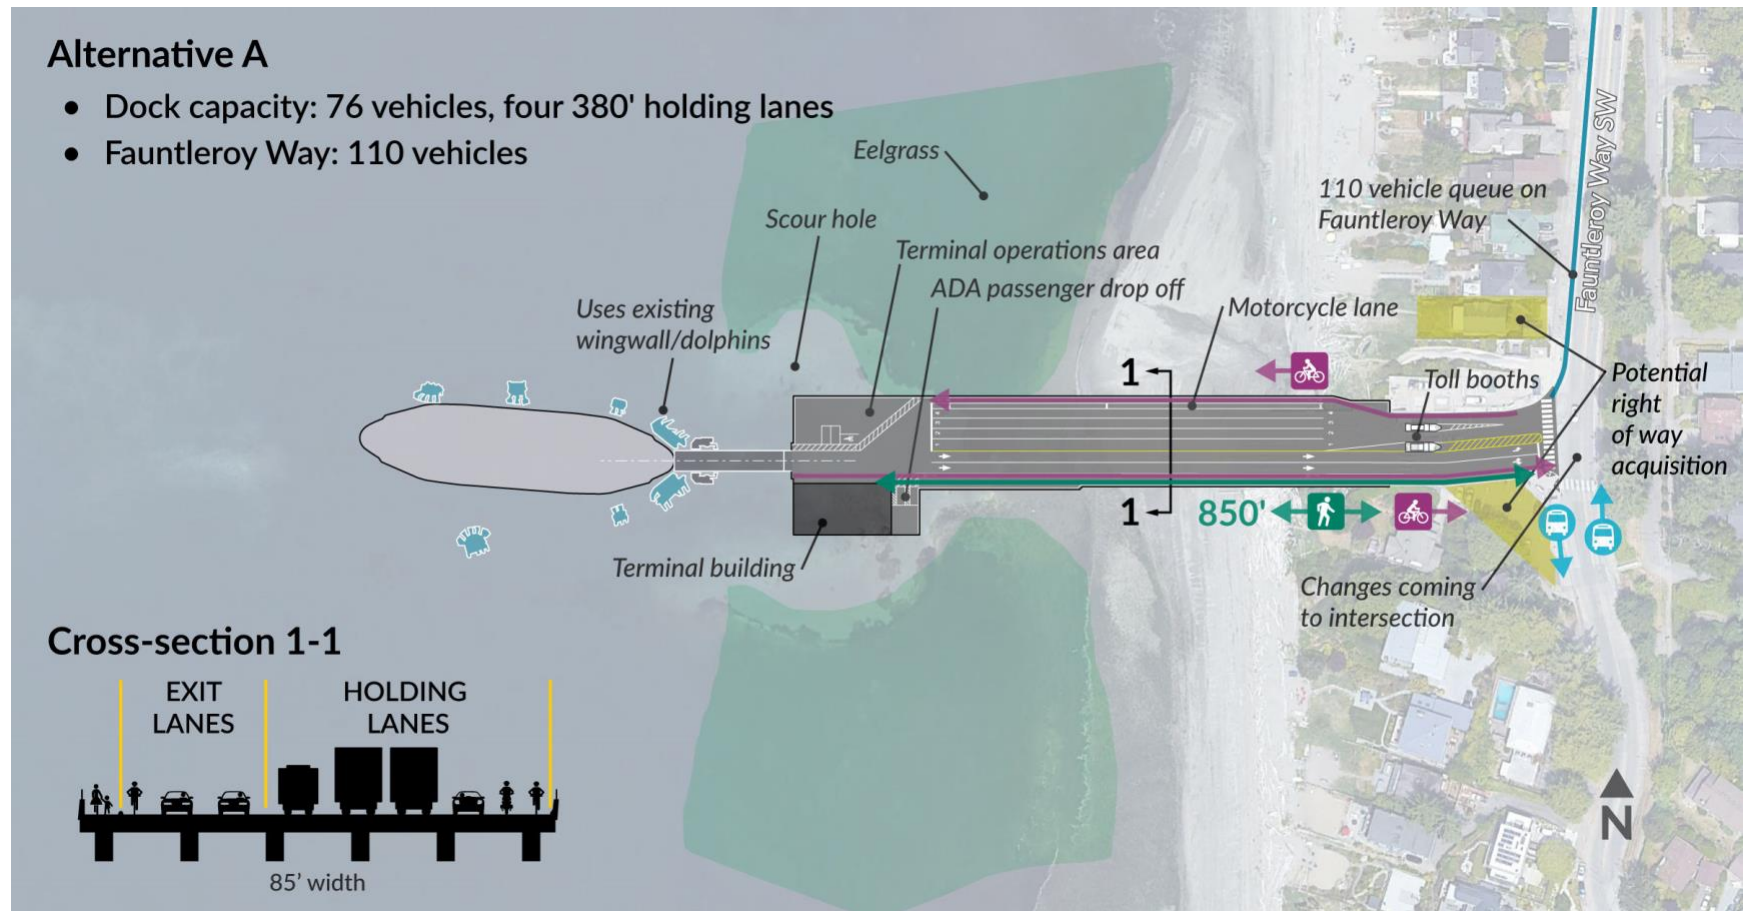 Alternative A
• Dock capacity: 76 vehicles, four 380' holding lanes
• Fauntleroy Way: 110 vehicles
Eelgrass
Scour hole
Terminal operations area
ADA passenger drop off
Uses existing
wingwall/dolphins
Motorcycle lane
110 vehicle queue on
Fauntleroy Way
Fauntleroy Way SW
Toll booths
Potential
right
of way
acquisition
1
1
850'
Terminal building
Changes coming
to intersection
Cross-section 1-1
EXIT
LANES
HOLDING
LANES
85' width
N